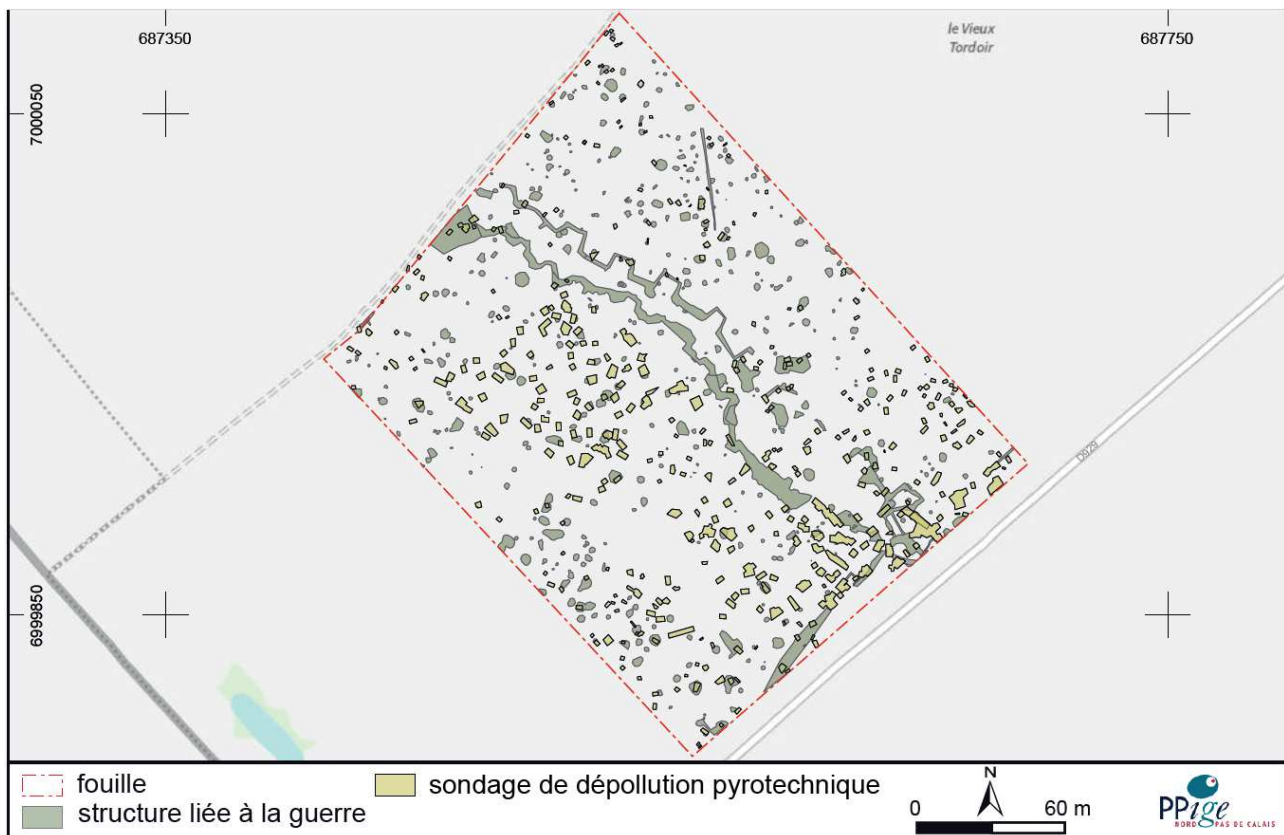 687350
le Vieux
Tordoir
687750
7000050
D929
6999850
fouille
sondage de dépollution pyrotechnique
structure liée à la guerre
N
0 60 m
PPige
NORD PAS DE CALAIS